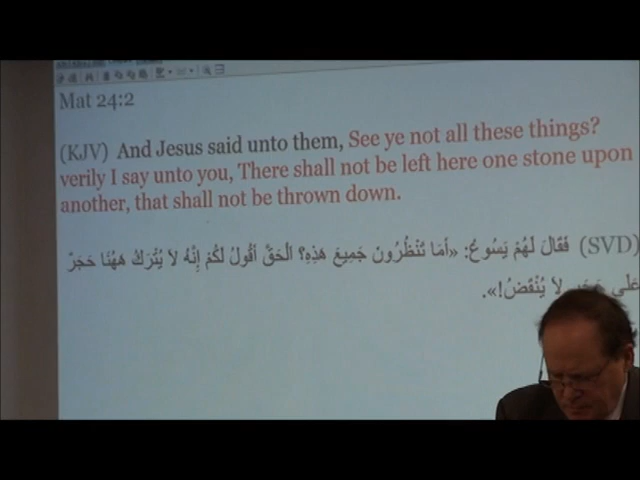 Mat 24:2
(KJV) And Jesus said unto them, See ye not all these things?
verily I say unto you, There shall not be left here one stone upon
another, that shall not be thrown down.
(SVD) فَقَالَ لَهُمْ يَسُوعُ: «أَمَا تَنْظُرُونَ جَمِيعَ هَذِهِ؟ اَلْحَقَّ أَقُولُ لَكُمْ إِنَّهُ لاَ يُتْرَكُ هَهُنَا حَجَرٌ
عَلَى لاَ يُنْقَضُ!».